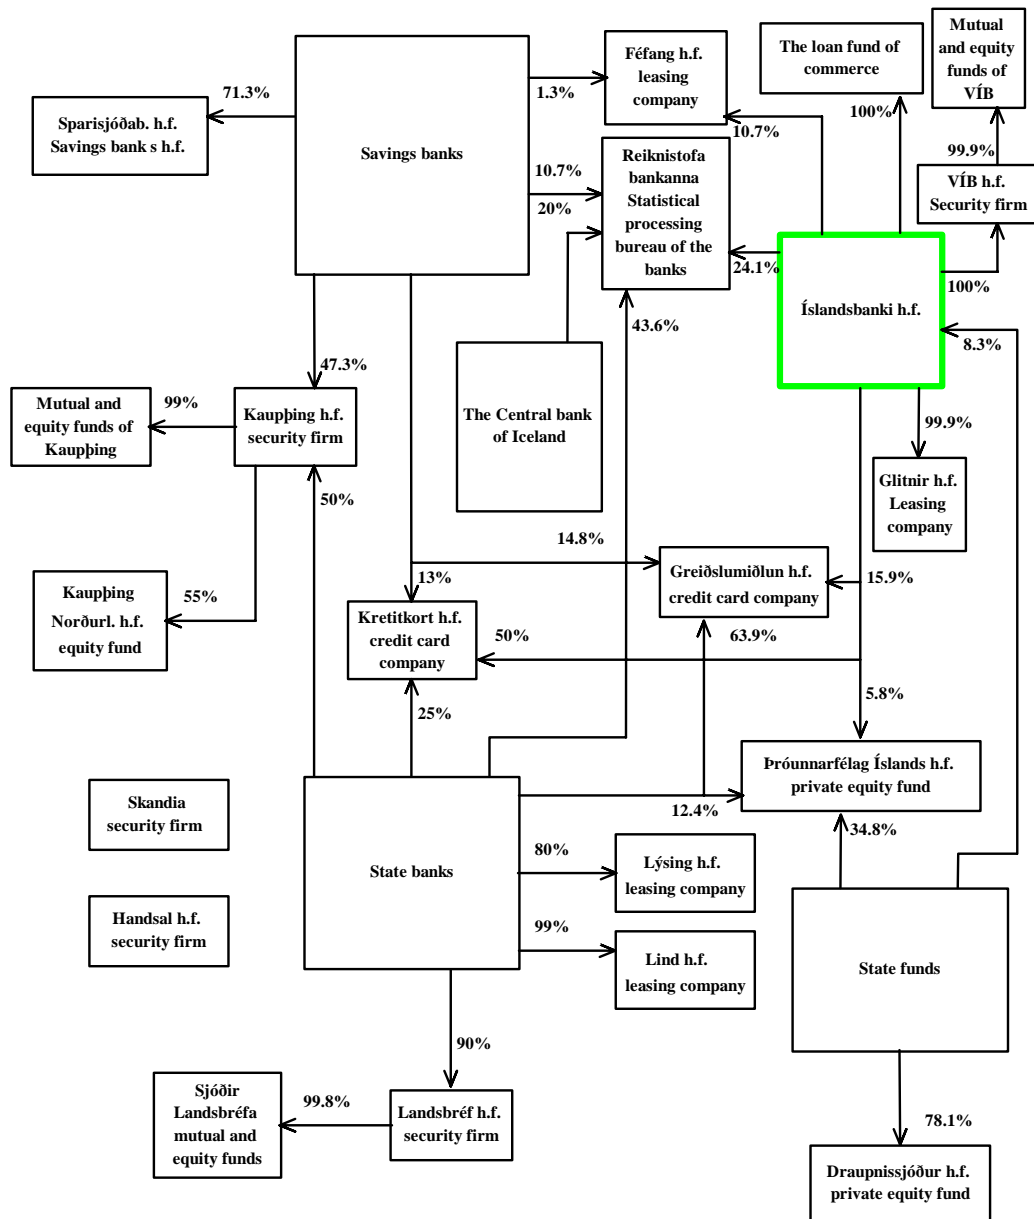 Mutual
and equity
funds of
VÍB
The loan fund of
commerce
Féfang h.f.
leasing
company
71.3%
1.3%
100%
10.7%
Sparisjóðab. h.f.
Savings bank s h.f.
Savings banks
99.9%
10.7%
20%
Reiknistofa
bankanna
Statistical
processing
bureau of the
banks
VÍB h.f.
Security firm
24.1%
100%
Íslandsbanki h.f.
43.6%
8.3%
47.3%
Mutual and
equity funds of
Kaupþing
99%
Kaupþing h.f.
security firm
The Central bank
of Iceland
99.9%
50%
Glitnir h.f.
Leasing
company
14.8%
13%
Greiðslumiðlun h.f.
credit card company
15.9%
Kaupþing
Norðurl. h.f.
equity fund
55%
Kretitkort h.f.
credit card
company
50%
63.9%
25%
5.8%
Þróunnarfélag Íslands h.f.
private equity fund
Skandia
security firm
12.4%
34.8%
State banks
80%
Lýsing h.f.
leasing company
Handsal h.f.
security firm
99%
Lind h.f.
leasing company
State funds
90%
Sjóðir
Landsbréfa
mutual and
equity funds
99.8%
Landsbréf h.f.
security firm
78.1%
Draupnissjóður h.f.
private equity fund